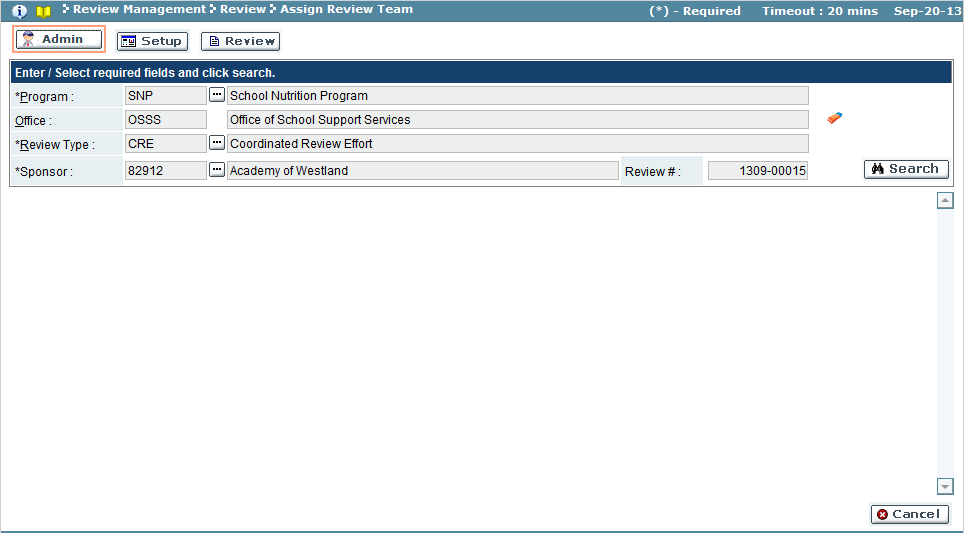 Review Management Review Assign Review Team (*) - Required Timeout : 20 mins Sep-20-13
Admin Setup Review
Enter / Select required fields and click search.
*Program : SNP ... School Nutrition Program
Office : OSSS Office of School Support Services
*Review Type : CRE ... Coordinated Review Effort
*Sponsor : 82912 ... Academy of Westland Review # : 1309-00015 Search
Cancel